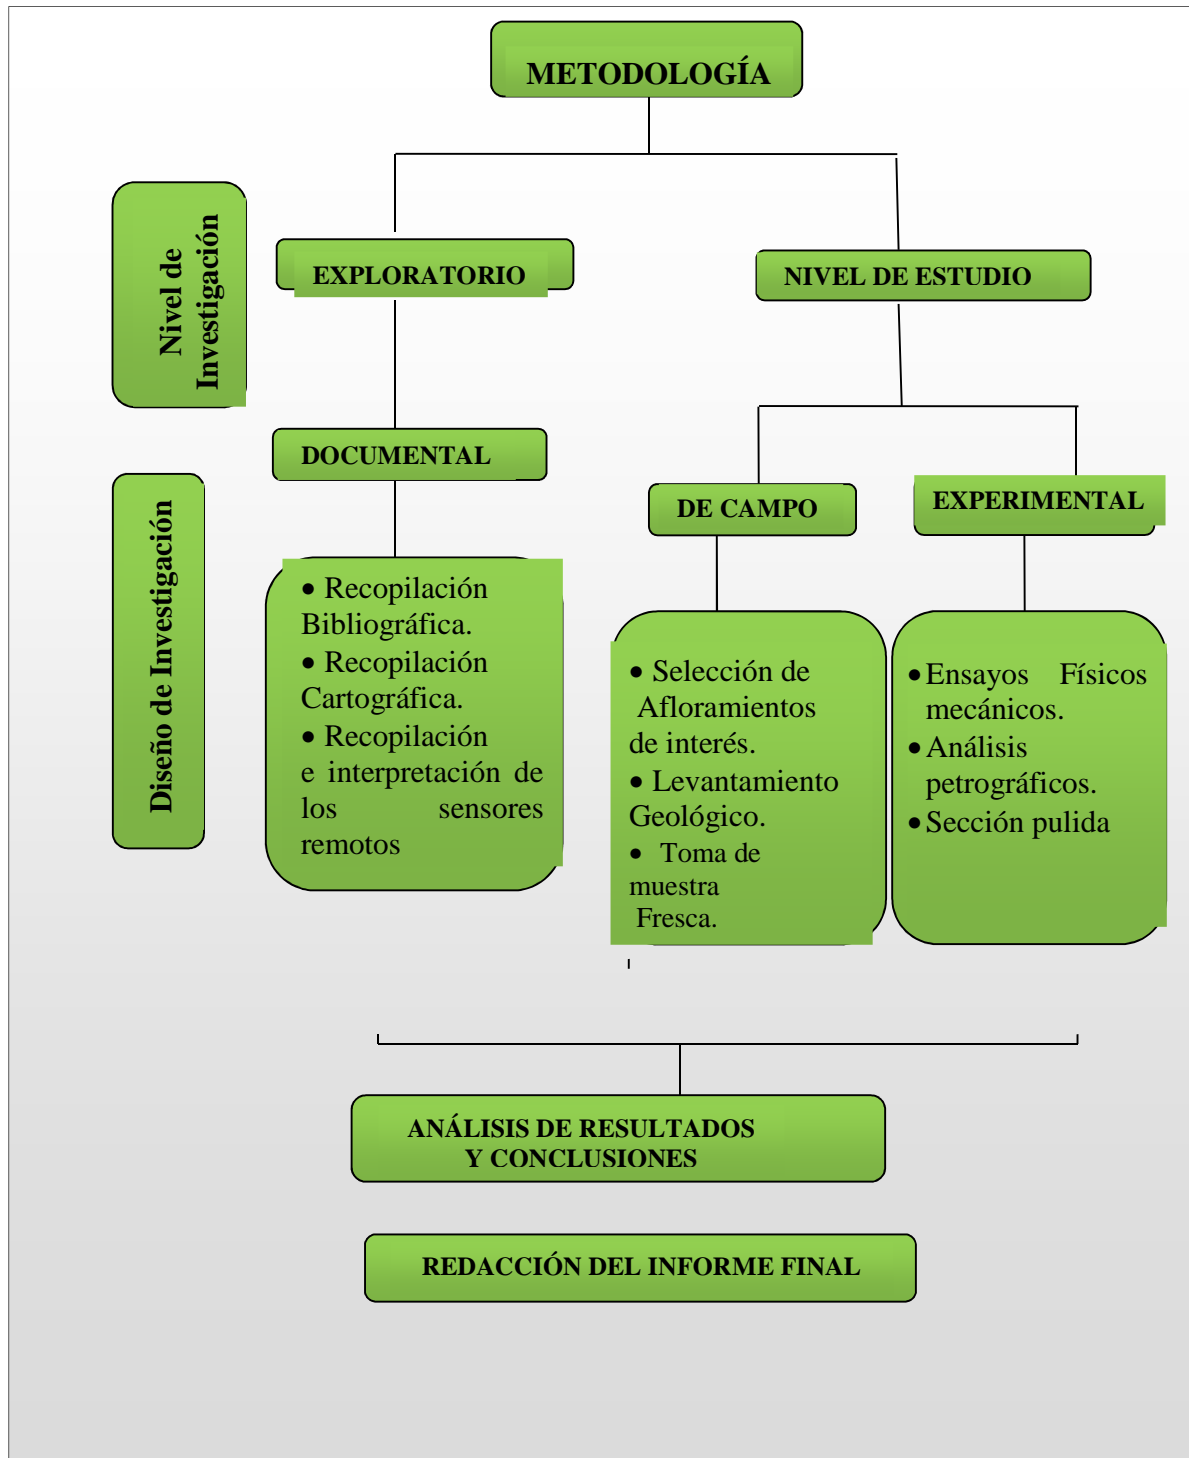 METODOLOGÍA
Nivel de
Investigación
EXPLORATORIO
NIVEL DE ESTUDIO
DOCUMENTAL
DE CAMPO
EXPERIMENTAL
Diseño de Investigación
• Recopilación
Bibliográfica.
• Recopilación
Cartográfica.
• Recopilación
e interpretación de
los sensores
remotos
• Selección de
Afloramientos
de interés.
• Levantamiento
Geológico.
• Toma de
muestra
Fresca.
• Ensayos Físicos
mecánicos.
• Análisis
petrográficos.
• Sección pulida
ANÁLISIS DE RESULTADOS
Y CONCLUSIONES
REDACCIÓN DEL INFORME FINAL